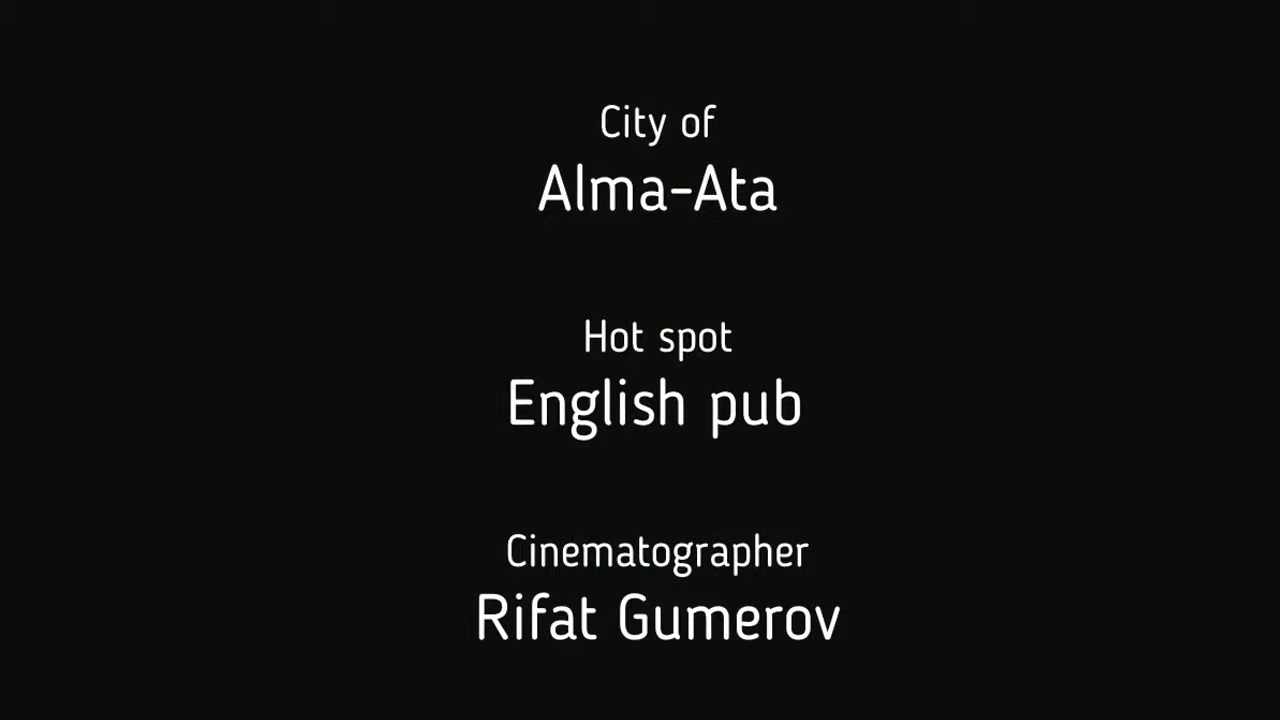 City of
Alma-Ata
Hot spot
English pub
Cinematographer
Rifat Gumerov